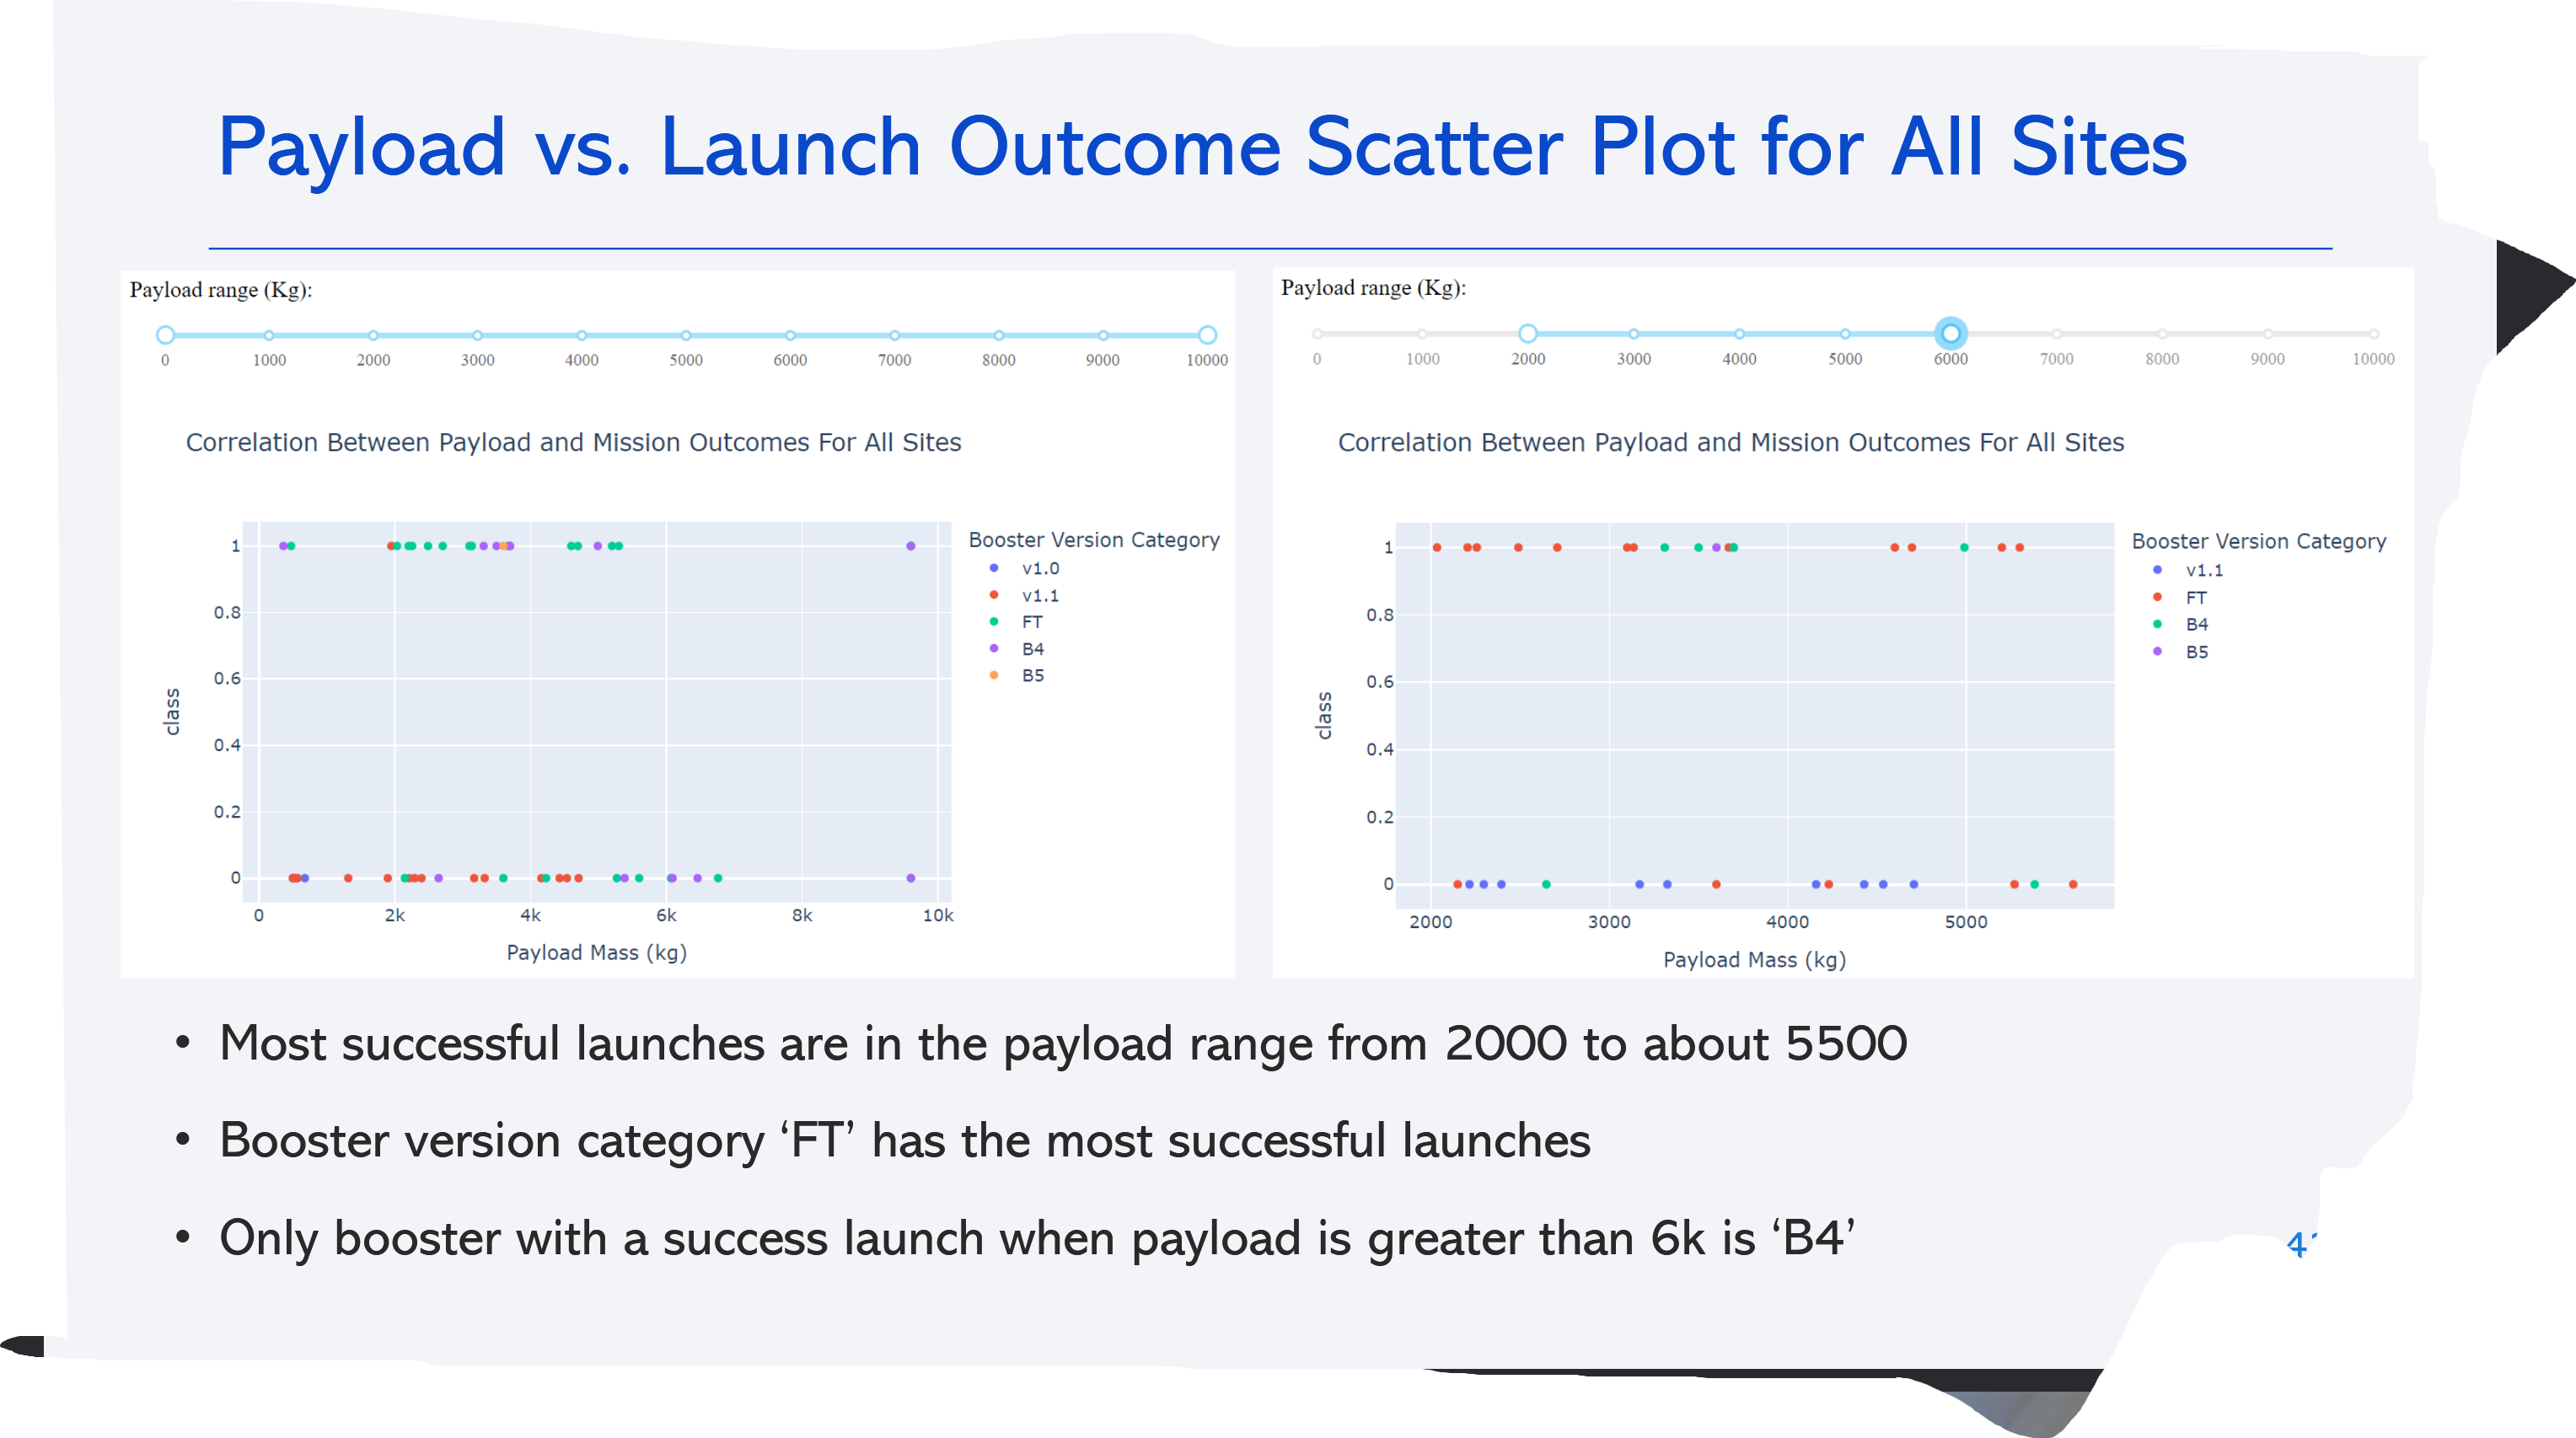 Payload vs. Launch Outcome Scatter Plot for All Sites
Payload range (Kg):
0 1000 2000 3000 4000 5000 6000 7000 8000 9000 10000
Correlation Between Payload and Mission Outcomes For All Sites
Booster Version Category
v1.0
v1.1
FT
B4
B5
class
1
0.8
0.6
0.4
0.2
0
0 2k 4k 6k 8k 10k
Payload Mass (kg)
Payload range (Kg):
0 1000 2000 3000 4000 5000 6000 7000 8000 9000 10000
Correlation Between Payload and Mission Outcomes For All Sites
Booster Version Category
v1.1
FT
B4
B5
class
1
0.8
0.6
0.4
0.2
0
2000 3000 4000 5000
Payload Mass (kg)
• Most successful launches are in the payload range from 2000 to about 5500
• Booster version category ‘FT’ has the most successful launches
• Only booster with a success launch when payload is greater than 6k is ‘B4’